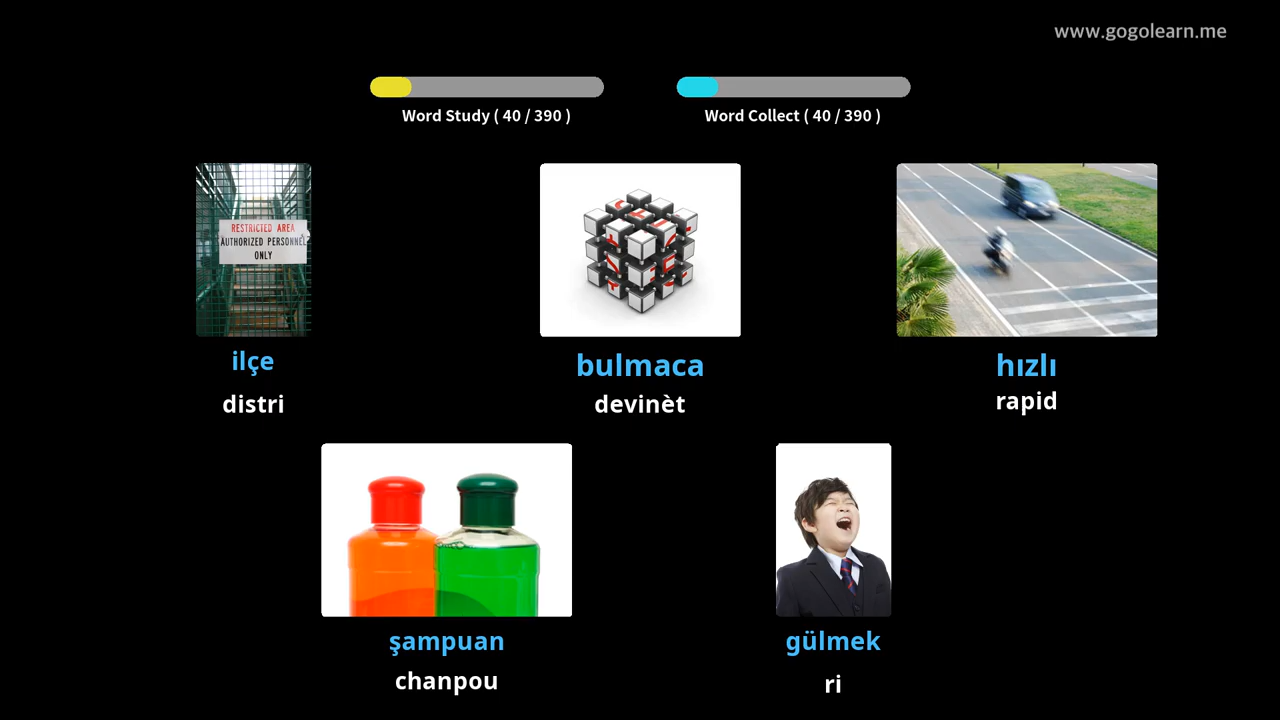 www.gogolearn.me
Word Study ( 40 / 390 )
Word Collect ( 40 / 390 )
RESTRICTED AREA
AUTHORIZED PERSONNEL
ONLY
ilçe
distri
bulmaca
devinèt
hızlı
rapid
şampuan
chanpou
gülmek
ri